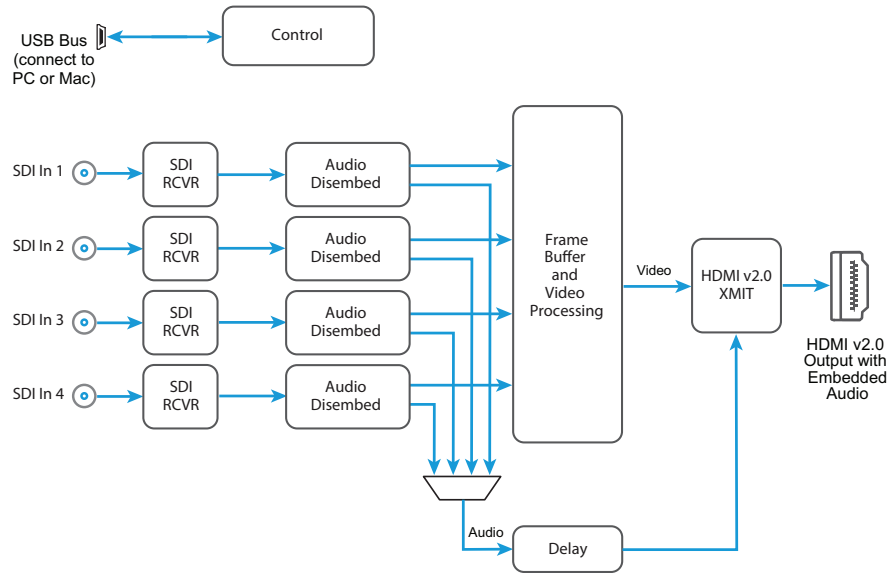 USB Bus
(connect to
PC or Mac)
Control
SDI In 1
SDI
RCVR
Audio
Disembed
SDI In 2
SDI
RCVR
Audio
Disembed
SDI In 3
SDI
RCVR
Audio
Disembed
SDI In 4
SDI
RCVR
Audio
Disembed
Frame
Buffer
and
Video
Processing
Video
HDMI v2.0
XMIT
HDMI v2.0
Output with
Embedded
Audio
Audio
Delay